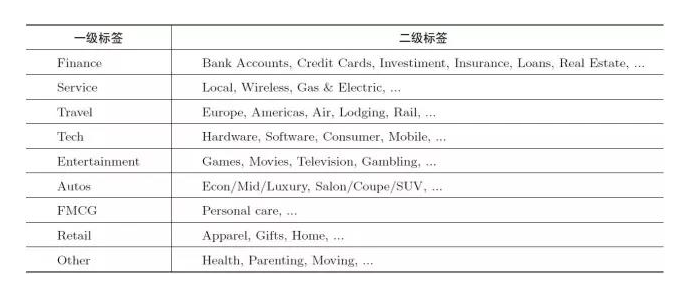 一级标签 二级标签
Finance Bank Accounts, Credit Cards, Investiment, Insurance, Loans, Real Estate, ...
Service Local, Wireless, Gas & Electric, ...
Travel Europe, Americas, Air, Lodging, Rail, ...
Tech Hardware, Software, Consumer, Mobile, ...
Entertainment Games, Movies, Television, Gambling, ...
Autos Econ/Mid/Luxury, Salon/Coupe/SUV, ...
FMCG Personal care, ...
Retail Apparel, Gifts, Home, ...
Other Health, Parenting, Moving, ...